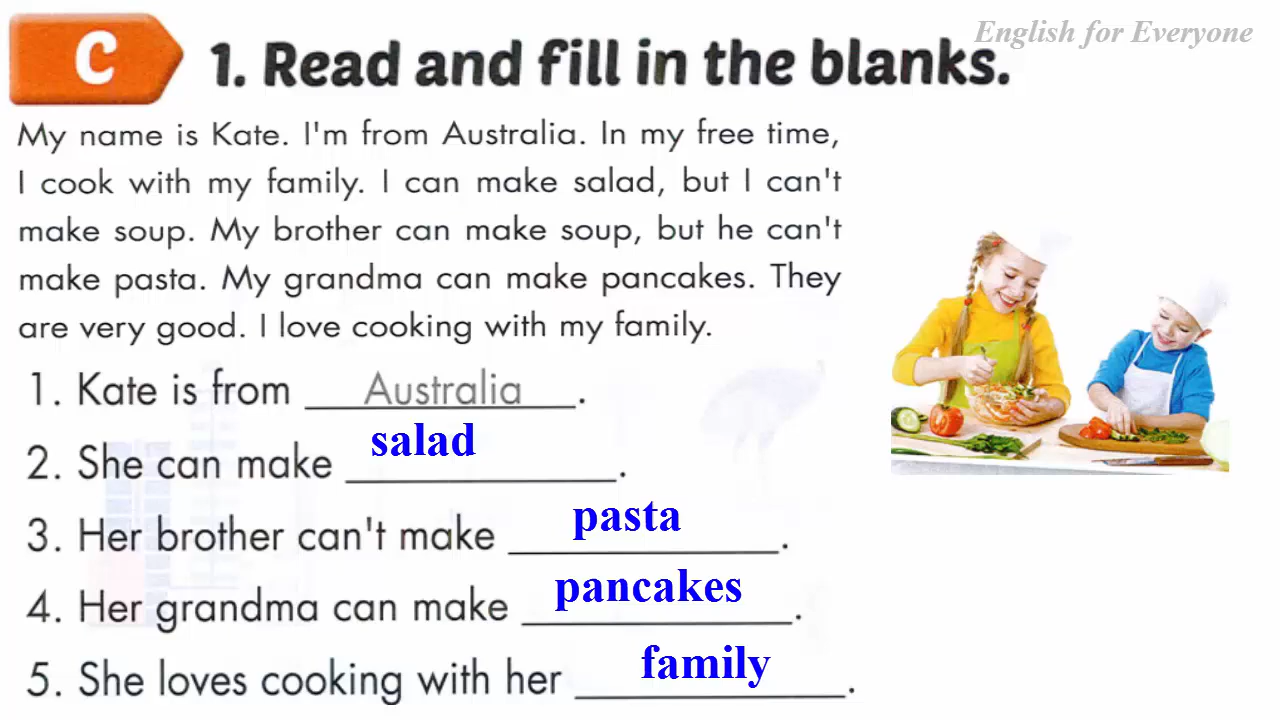 English for Everyone
C 1. Read and fill in the blanks.
My name is Kate. I'm from Australia. In my free time,
I cook with my family. I can make salad, but I can't
make soup. My brother can make soup, but he can't
make pasta. My grandma can make pancakes. They
are very good. I love cooking with my family.
1. Kate is from Australia.
2. She can make salad.
3. Her brother can't make pasta.
4. Her grandma can make pancakes.
5. She loves cooking with her family.